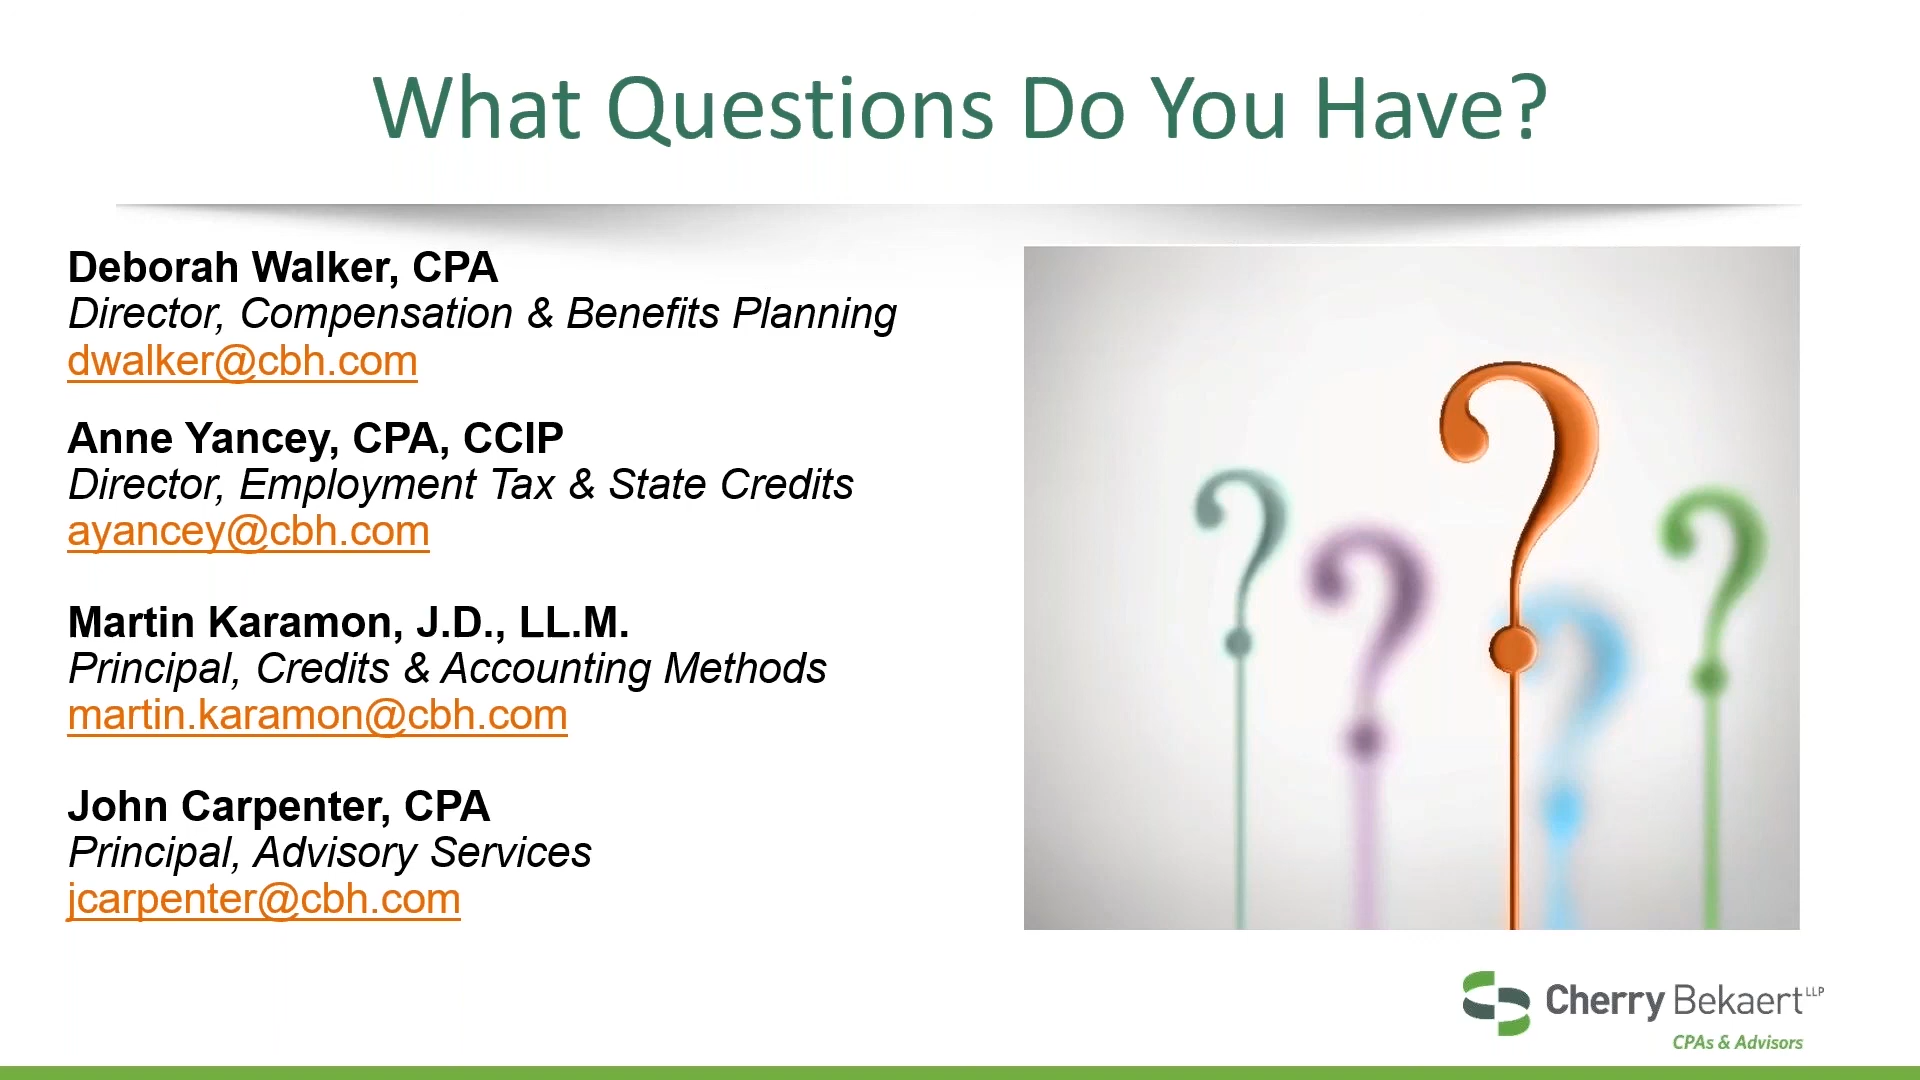 What Questions Do You Have?
Deborah Walker, CPA
Director, Compensation & Benefits Planning
dwalker@cbh.com
Anne Yancey, CPA, CCIP
Director, Employment Tax & State Credits
ayancey@cbh.com
Martin Karamon, J.D., LL.M.
Principal, Credits & Accounting Methods
martin.karamon@cbh.com
John Carpenter, CPA
Principal, Advisory Services
jcarpenter@cbh.com
Cherry Bekaert LLP
CPAs & Advisors